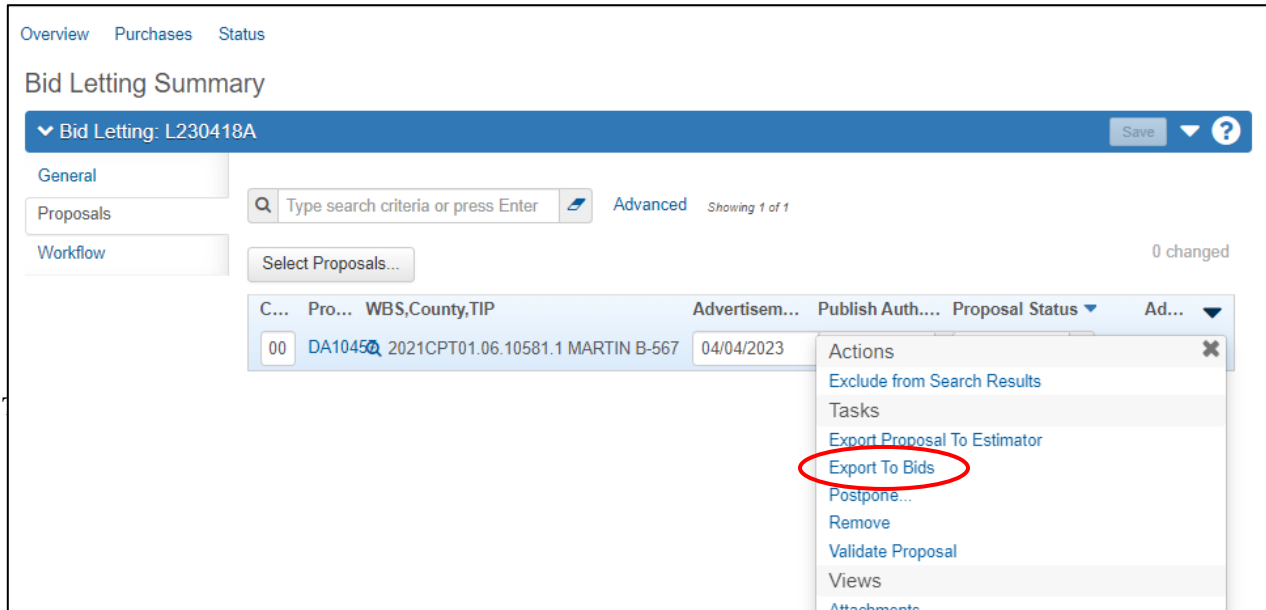 Overview Purchases Status
Bid Letting Summary
Bid Letting: L230418A Save ?
General
Proposals
Workflow
Type search criteria or press Enter Advanced Showing 1 of 1
Select Proposals... 0 changed
C... Pro... WBS,County,TIP Advertisem... Publish Auth.... Proposal Status Ad...
00 2021CPT01.06.10581.1 MARTIN B-567 04/04/2023
Actions
Exclude from Search Results
Tasks
Export Proposal To Estimator
Export To Bids
Postpone...
Remove
Validate Proposal
Views
Attachments